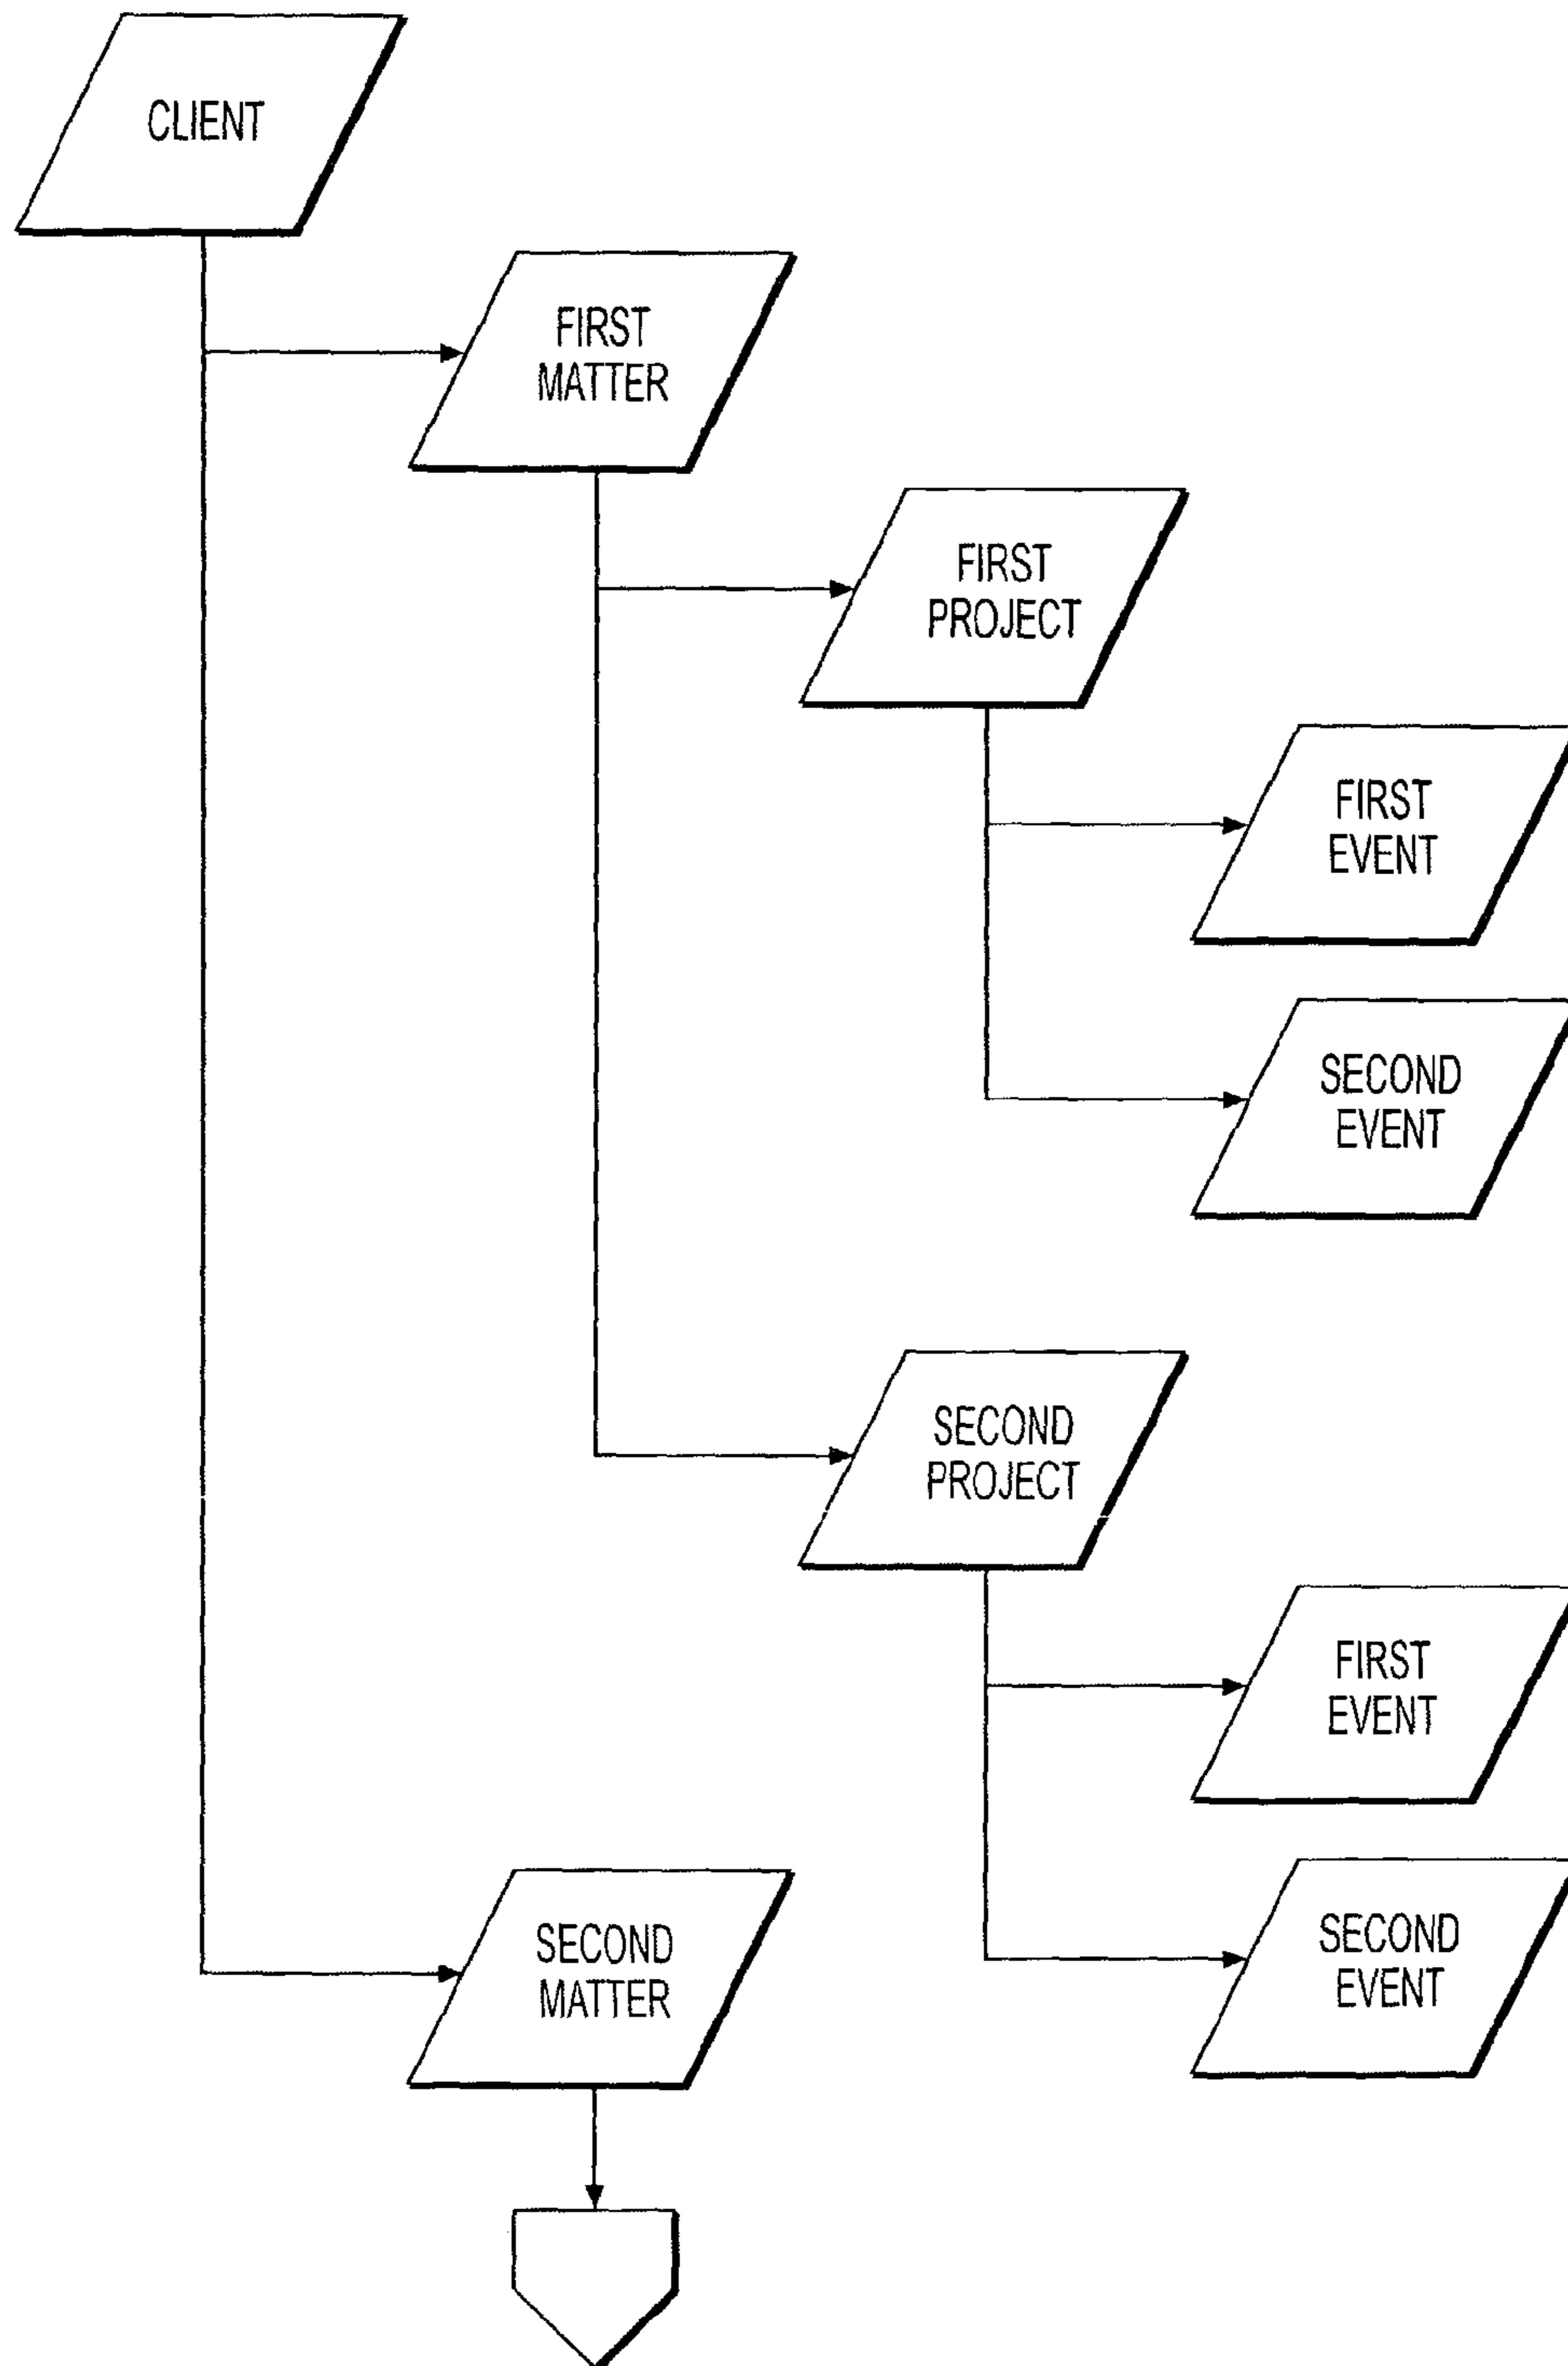 CLIENT
FIRST
MATTER
FIRST
PROJECT
FIRST
EVENT
SECOND
EVENT
SECOND
PROJECT
FIRST
EVENT
SECOND
MATTER
SECOND
EVENT